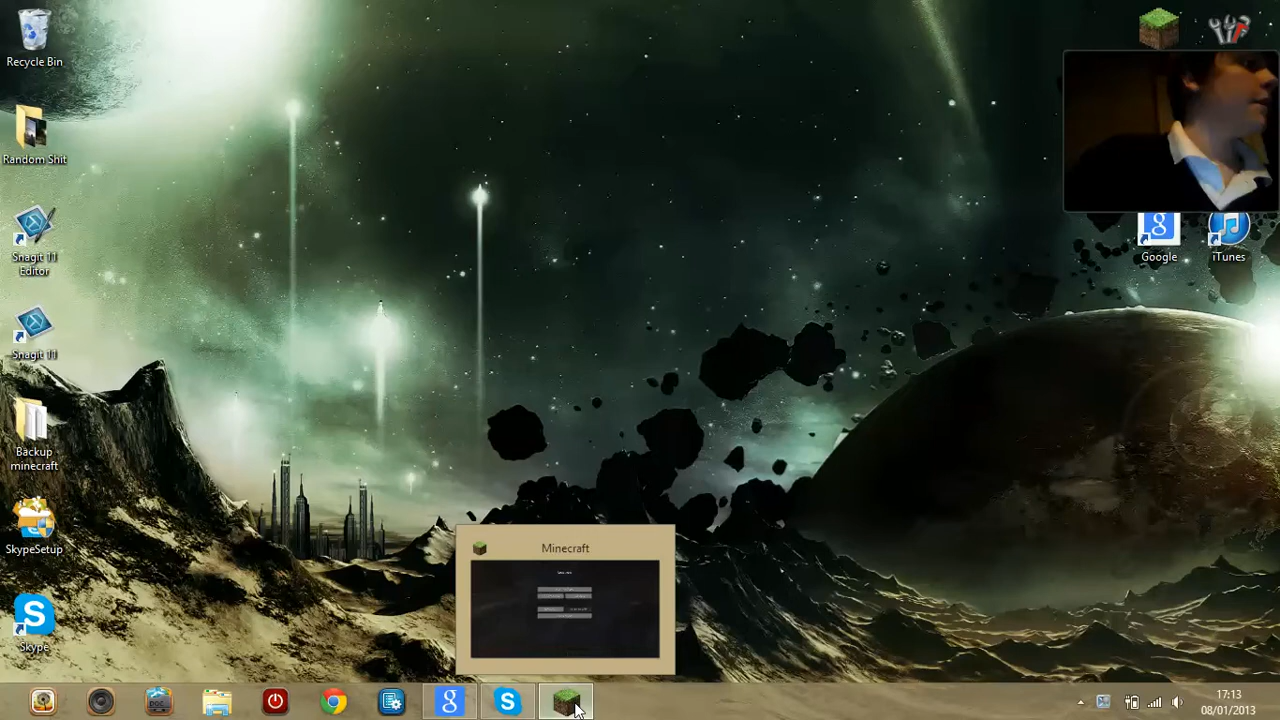 Recycle Bin
Random Shit
Snagit 11
Editor
Snagit 11
Backup
minecraft
SkypeSetup
Skype
Google
iTunes
Minecraft
17:13
08/01/2013